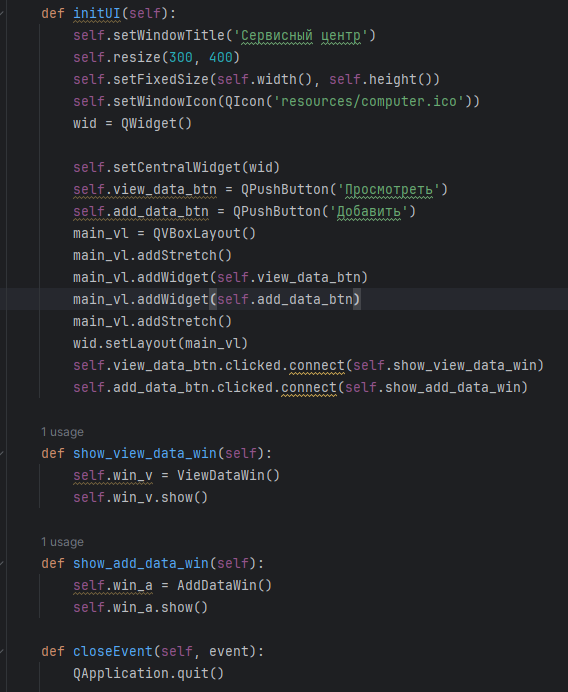 def initUI(self):
    self.setWindowTitle('Сервисный центр')
    self.resize(300, 400)
    self.setFixedSize(self.width(), self.height())
    self.setWindowIcon(QIcon('resources/computer.ico'))
    wid = QWidget()

    self.setCentralWidget(wid)
    self.view_data_btn = QPushButton('Просмотреть')
    self.add_data_btn = QPushButton('Добавить')
    main_vl = QVBoxLayout()
    main_vl.addStretch()
    main_vl.addWidget(self.view_data_btn)
    main_vl.addWidget(self.add_data_btn)
    main_vl.addStretch()
    wid.setLayout(main_vl)
    self.view_data_btn.clicked.connect(self.show_view_data_win)
    self.add_data_btn.clicked.connect(self.show_add_data_win)

1 usage
def show_view_data_win(self):
    self.win_v = ViewDataWin()
    self.win_v.show()

1 usage
def show_add_data_win(self):
    self.win_a = AddDataWin()
    self.win_a.show()

def closeEvent(self, event):
    QApplication.quit()